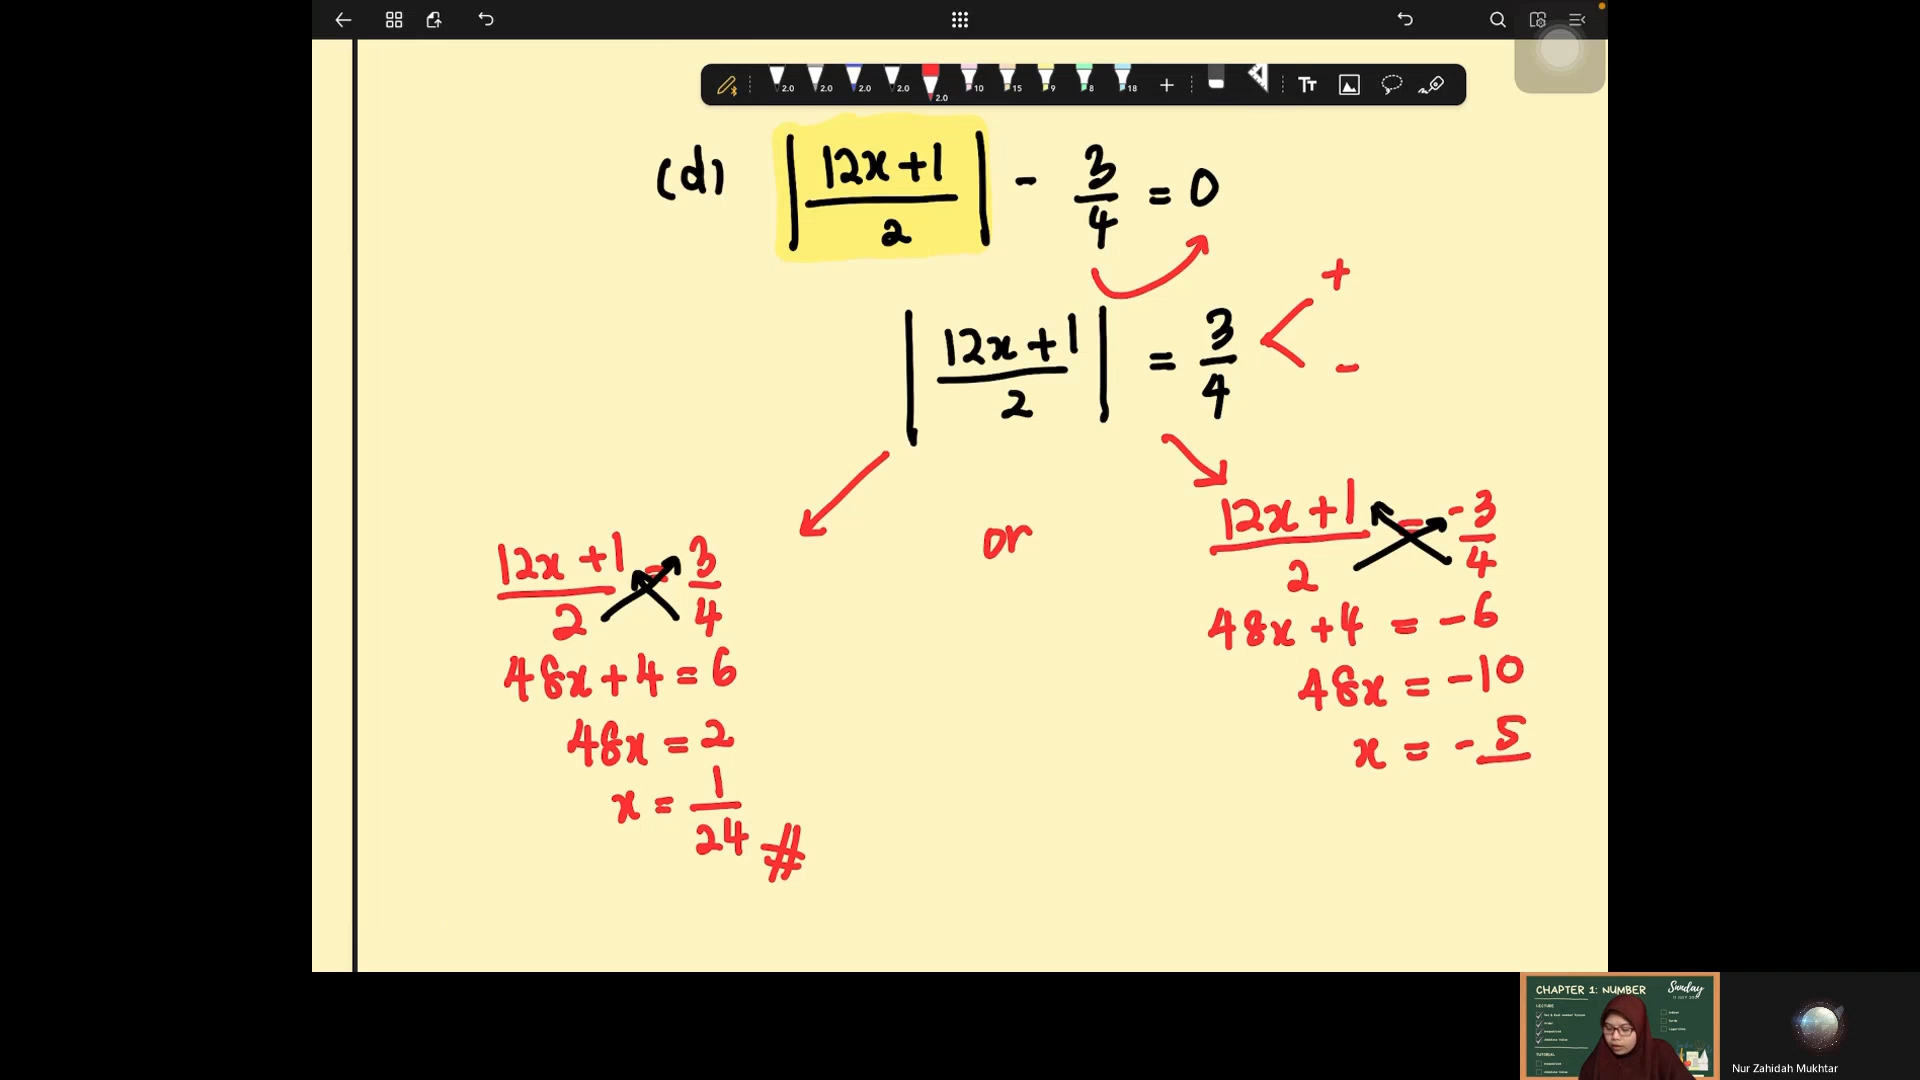 2.0 2.0 2.0 2.0 2.0 10 15 9 8 18 + Tт
(d) |12x+1 / 2| - 3/4 = 0
+
|12x+1 / 2| = 3/4
-
or
12x+1 / 2 = 3/4
48x+4 = 6
48x = 2
x = 1/24 #
12x+1 / 2 = -3/4
48x+4 = -6
48x = -10
x = -5
CHAPTER 1: NUMBER
Sunday
LECTURE
TUTORIAL
Nur Zahidah Mukhtar